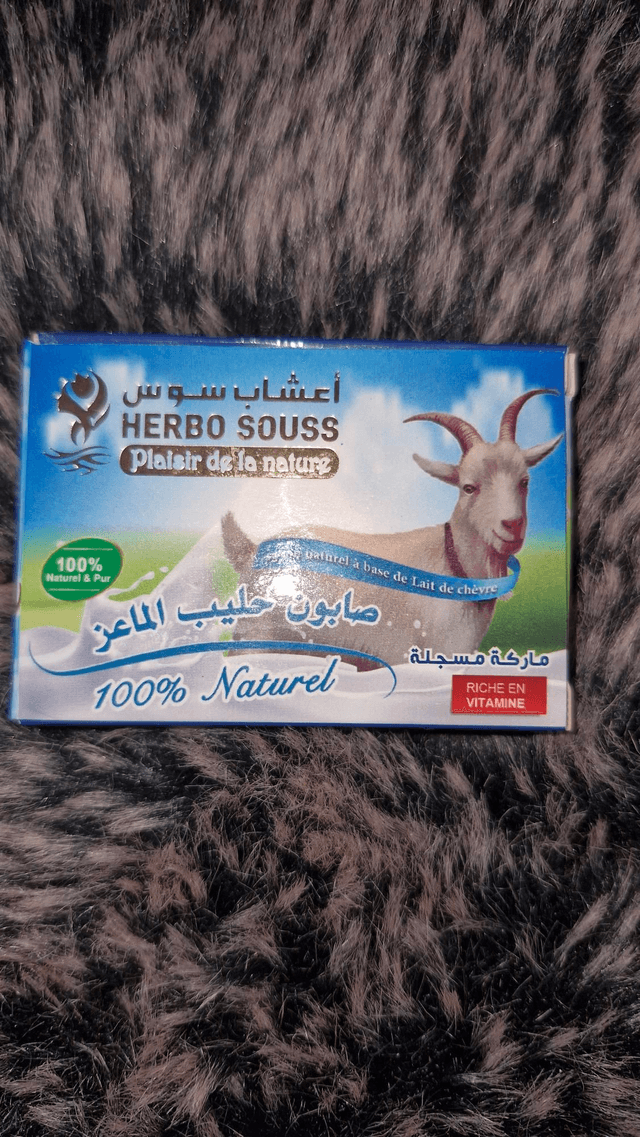 أعشاب سوس
HERBO SOUSS
Plaisir de la nature
100%
Naturel & Pur
naturel à base de Lait de chèvre
صابون حليب الماعز
ماركة مسجلة
100% Naturel
RICHE EN
VITAMINE